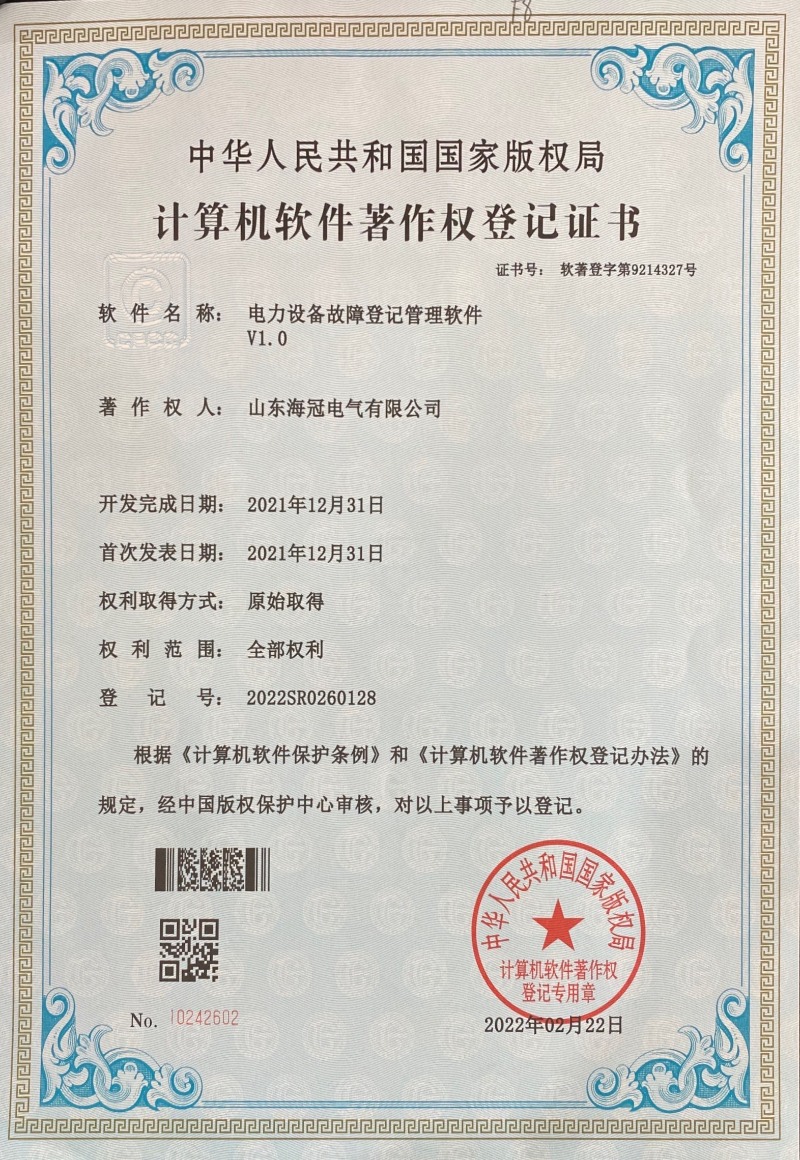 F8
中华人民共和国国家版权局
计算机软件著作权登记证书
证书号： 软著登字第9214327号
软件名称： 电力设备故障登记管理软件
V1.0
著作权人： 山东海冠电气有限公司
开发完成日期： 2021年12月31日
首次发表日期： 2021年12月31日
权利取得方式： 原始取得
权利范围： 全部权利
登记号： 2022SR0260128
根据《计算机软件保护条例》和《计算机软件著作权登记办法》的
规定，经中国版权保护中心审核，对以上事项予以登记。
中华人民共和国国家版权局
计算机软件著作权
登记专用章
No. 10242602
2022年02月22日
CPCC